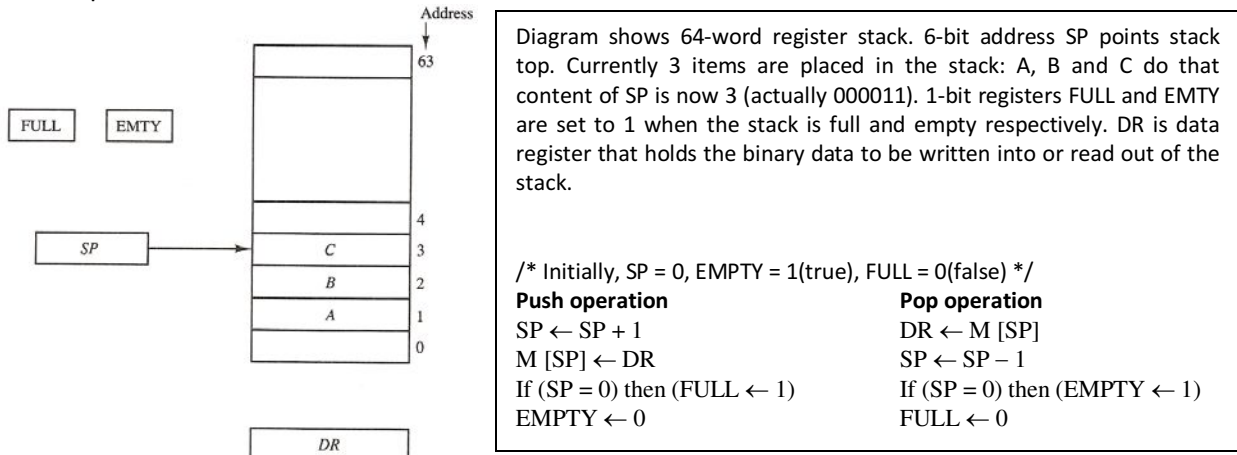 Address
63
FULL
EMTY
4
SP
C
3
B
2
A
1
0
DR
Diagram shows 64-word register stack. 6-bit address SP points stack
top. Currently 3 items are placed in the stack: A, B and C do that
content of SP is now 3 (actually 000011). 1-bit registers FULL and EMTY
are set to 1 when the stack is full and empty respectively. DR is data
register that holds the binary data to be written into or read out of the
stack.
/* Initially, SP = 0, EMPTY = 1(true), FULL = 0(false) */
Push operation
SP ← SP + 1
M [SP] ← DR
If (SP = 0) then (FULL ← 1)
EMPTY ← 0
Pop operation
DR ← M [SP]
SP ← SP – 1
If (SP = 0) then (EMPTY ← 1)
FULL ← 0